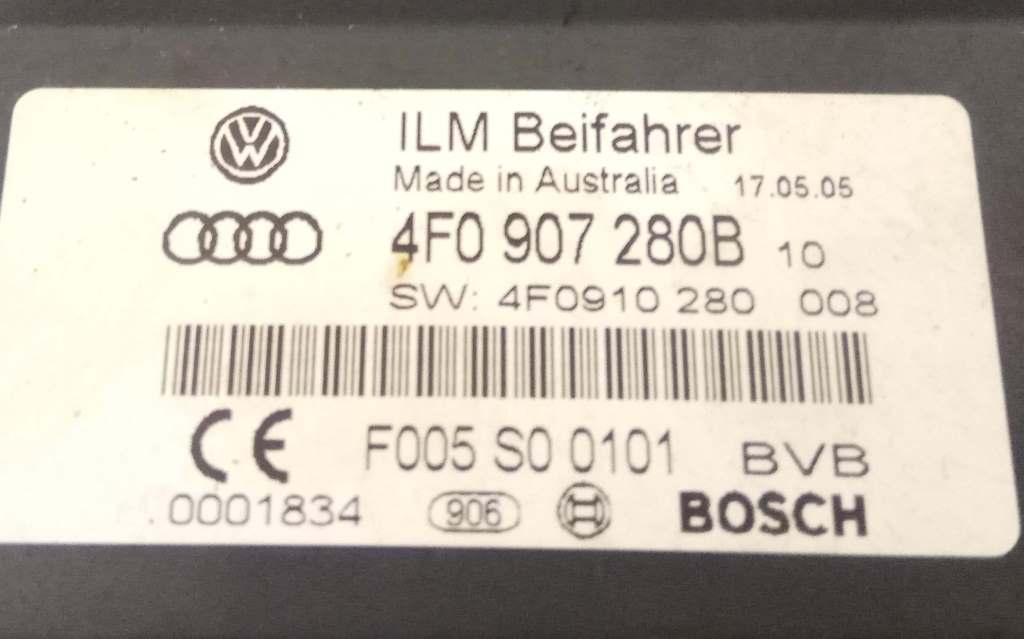 ILM Beifahrer
Made in Australia 17.05.05
4F0 907 280B 10
SW: 4F0910 280 008
CE F005 S0 0101 BVB
.0001834 906 BOSCH